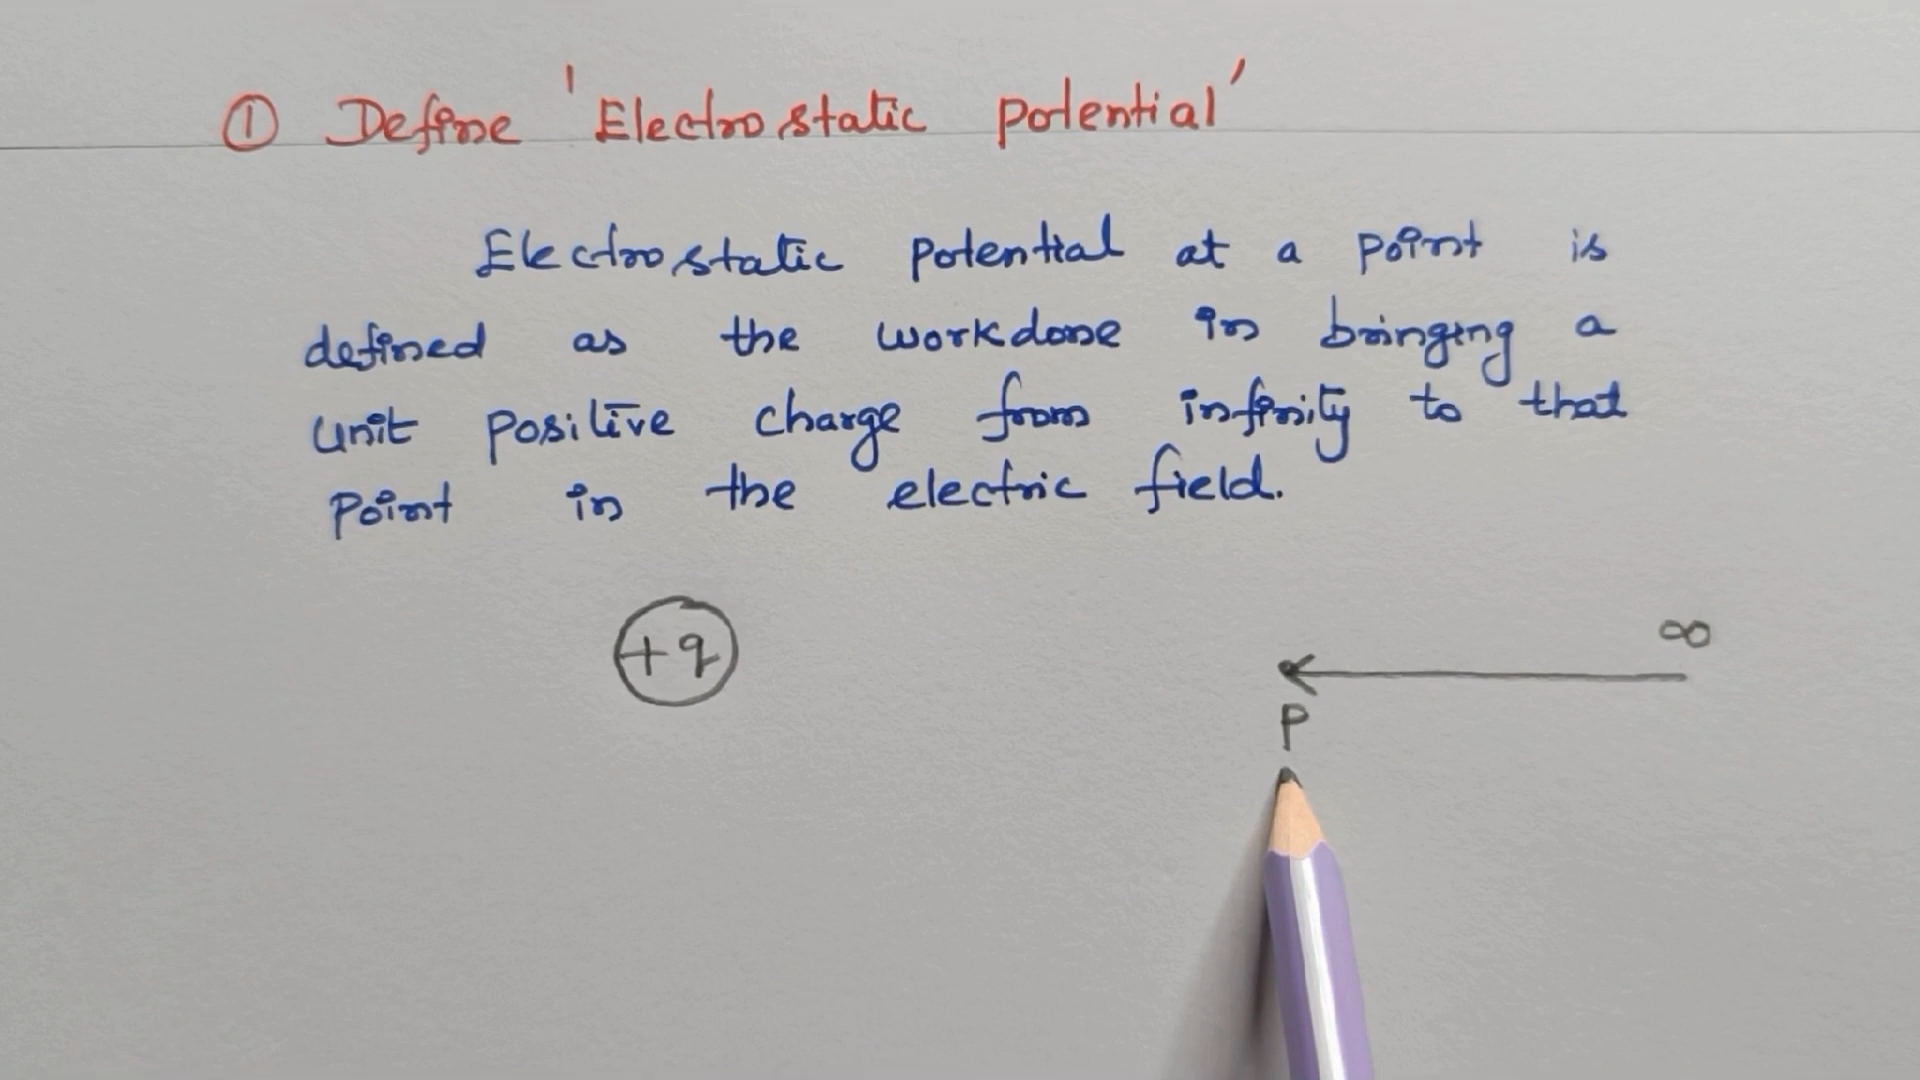 ① Define 'Electrostatic potential'
Electrostatic potential at a point is
defined as the workdone in bringing a
unit positive charge from infinity to that
point in the electric field.
+q
∞
P